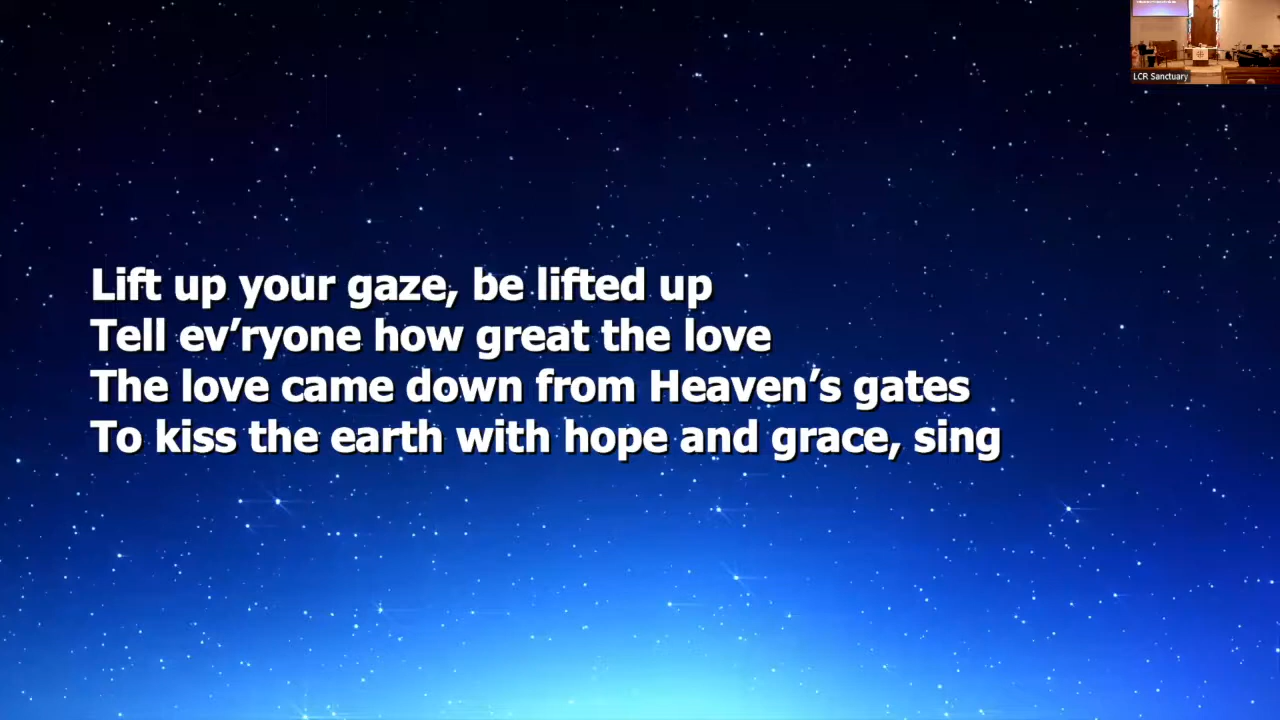 LCR Sanctuary
Lift up your gaze, be lifted up
Tell ev’ryone how great the love
The love came down from Heaven’s gates
To kiss the earth with hope and grace, sing